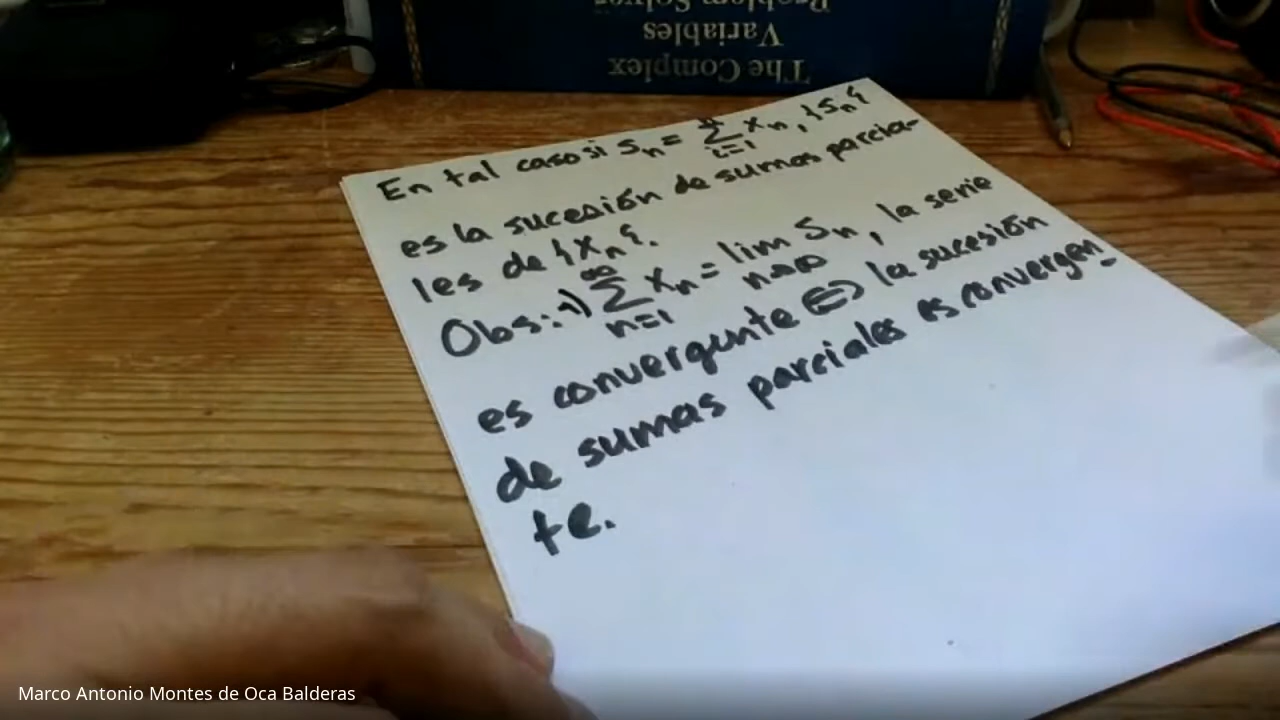 The Complex
Variables
Problem Solver
En tal caso si Sₙ = ∑ᵢ₌₁ⁿ xₙ, {Sₙ}
es la sucesión de sumas parcia-
les de {xₙ}.
Obs: 1) ∑ₙ₌₁^∞ xₙ = lim n→∞ Sₙ, la serie
es convergente ⇔ la sucesión
de sumas parciales es convergen-
te.
Marco Antonio Montes de Oca Balderas